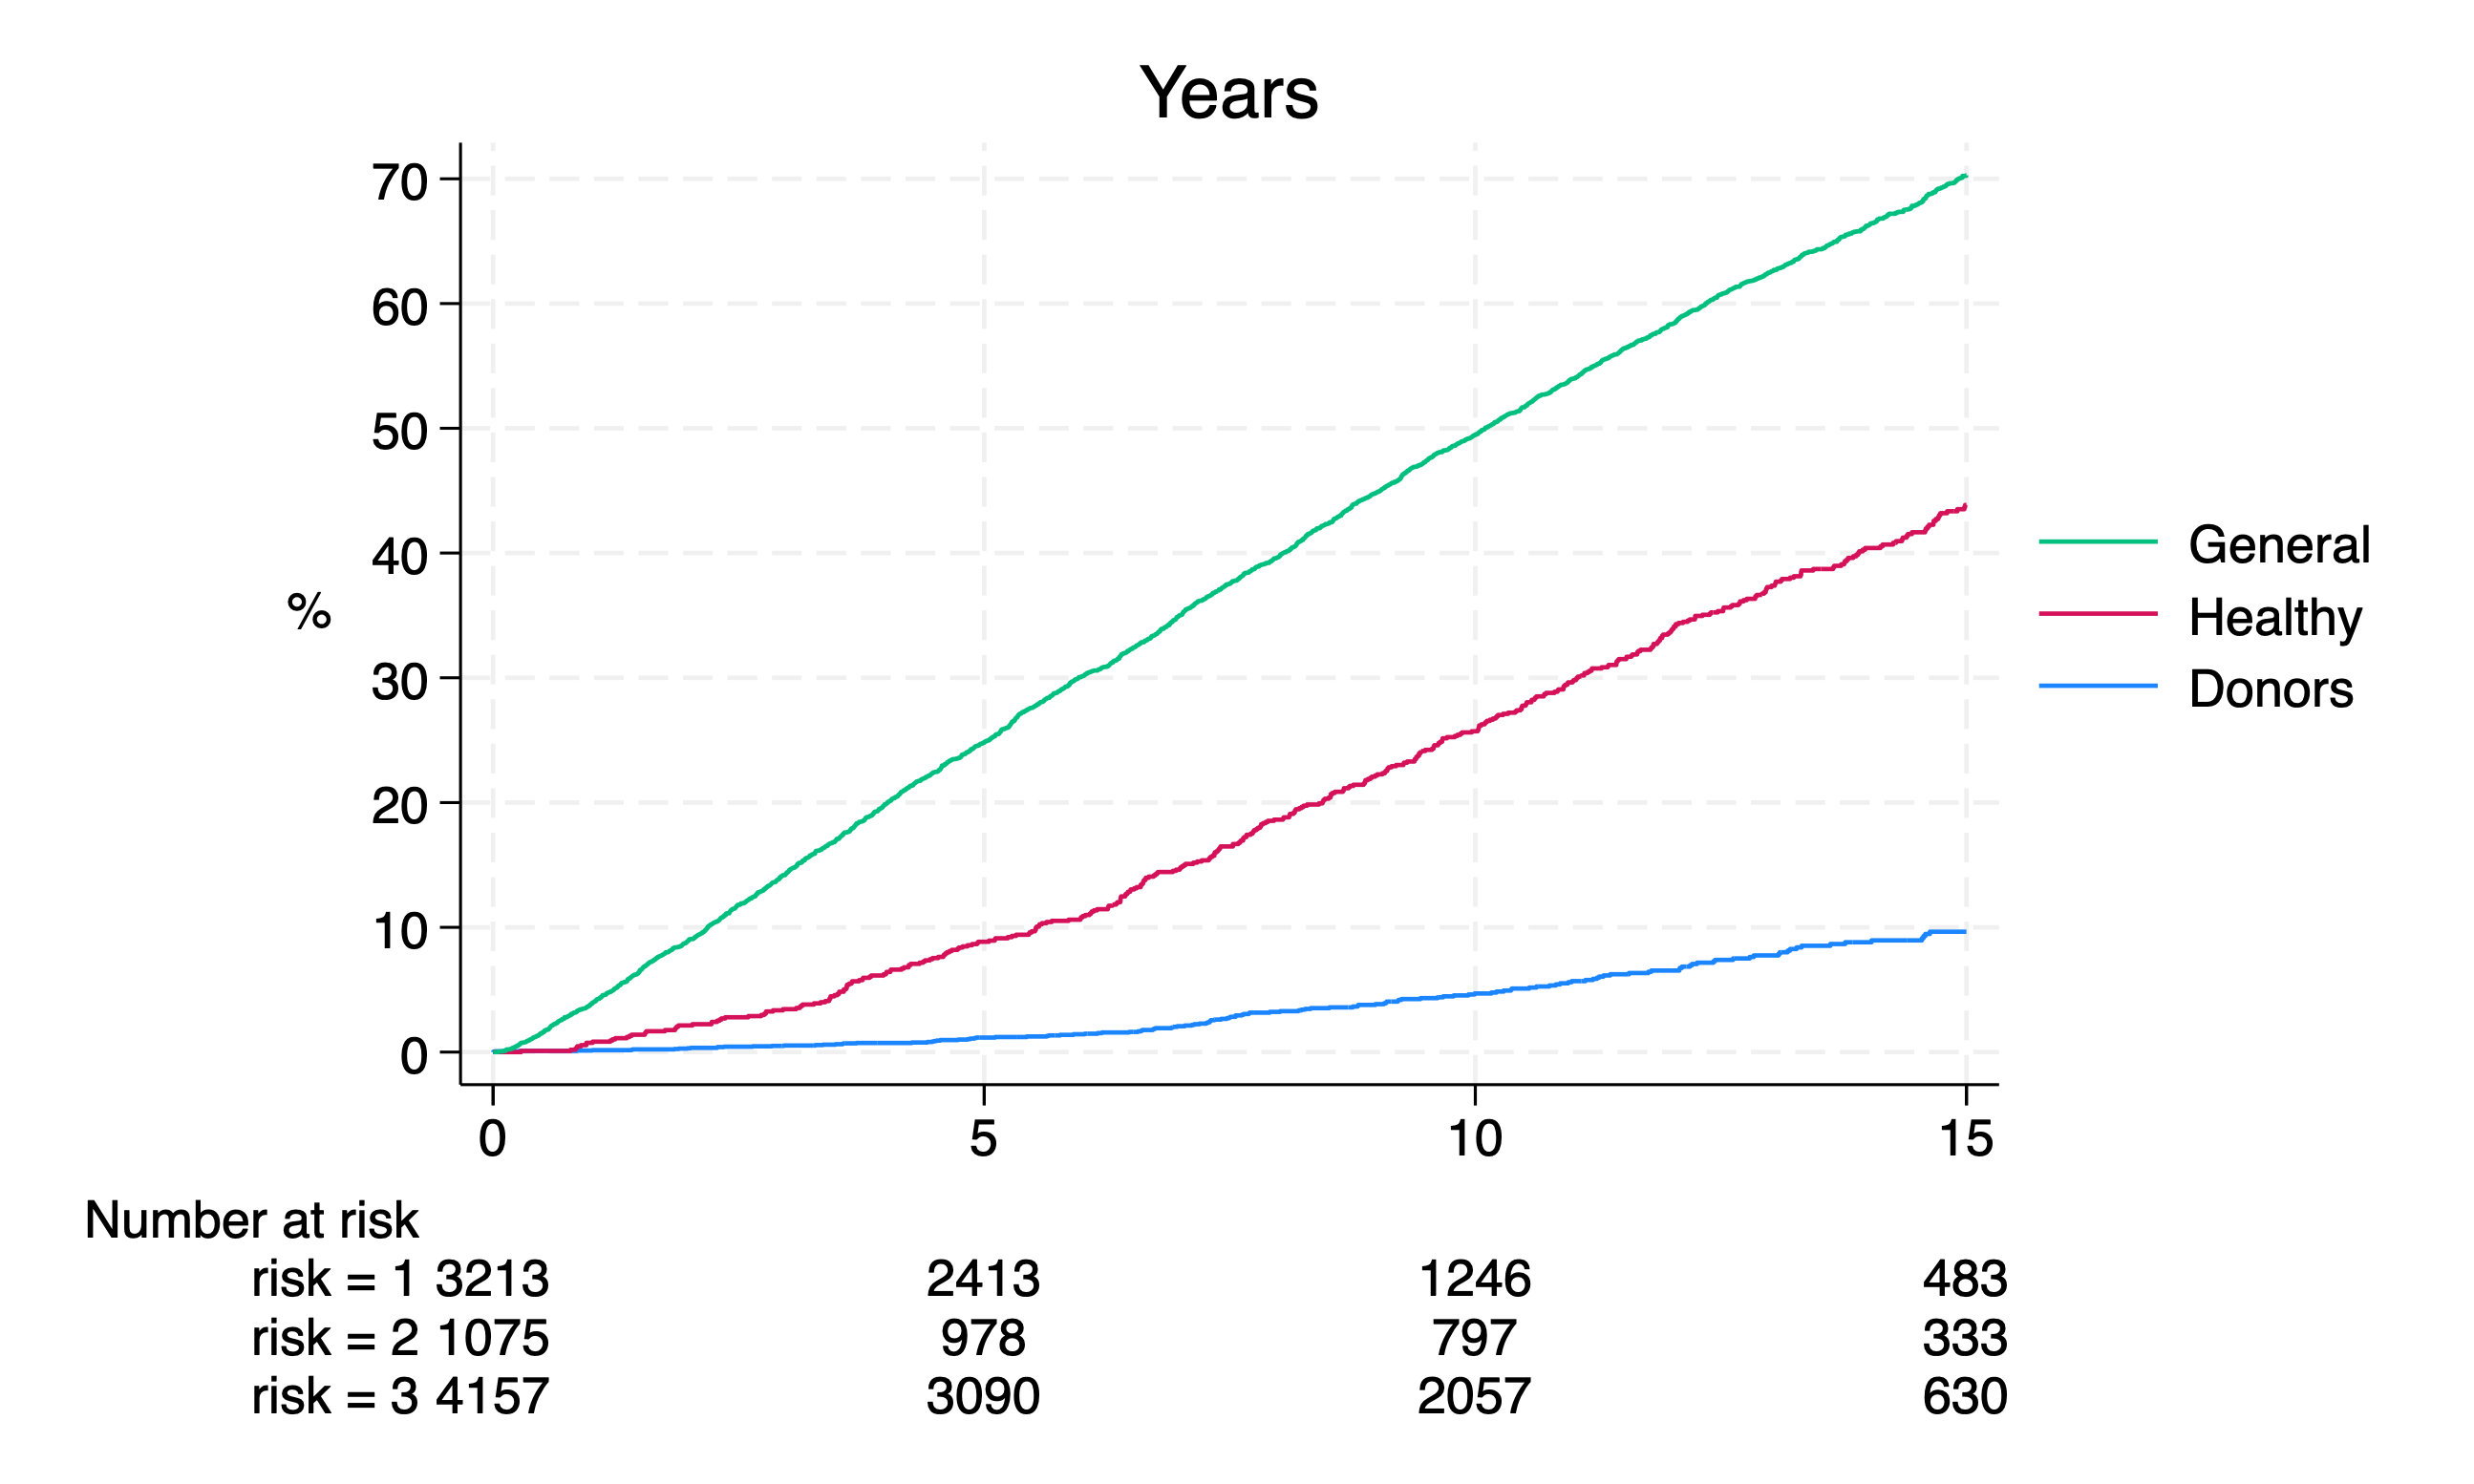 Years
70
60
50
40
30
20
10
0
%
0 5 10 15
General
Healthy
Donors
Number at risk
risk = 1 3213 2413 1246 483
risk = 2 1075 978 797 333
risk = 3 4157 3090 2057 630